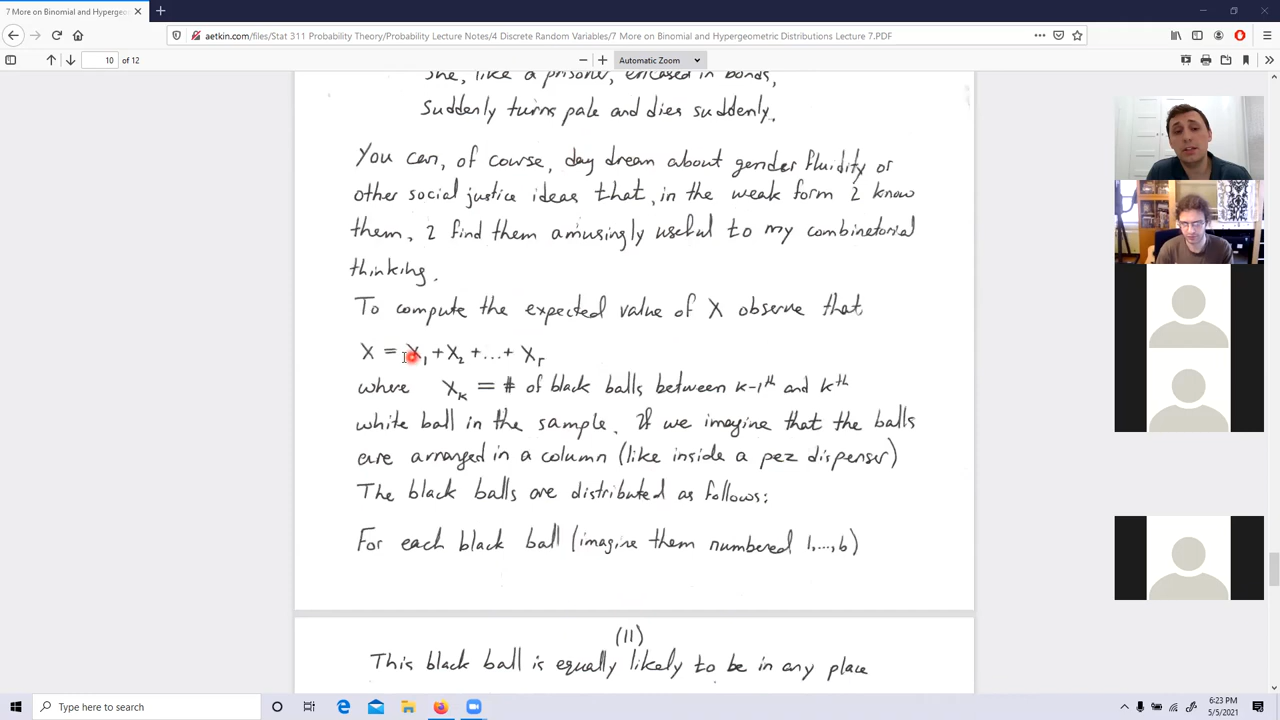 7 More on Binomial and Hypergeo
aetkin.com/files/Stat 311 Probability Theory/Probability Lecture Notes/4 Discrete Random Variables/7 More on Binomial and Hypergeometric Distributions Lecture 7.PDF
10 of 12
Automatic Zoom
She, like a prisoner, encased in bonds,
Suddenly turns pale and dies suddenly.
You can, of course, day dream about gender fluidity or
other social justice ideas that, in the weak form I know
them, I find them amusingly useful to my combinatorial
thinking.
To compute the expected value of X observe that
X = X₁ + X₂ + ... + Xᵣ
where Xₖ = # of black balls between k-1ᵗʰ and kᵗʰ
white ball in the sample. If we imagine that the balls
are arranged in a column (like inside a pez dispenser)
The black balls are distributed as follows:
For each black ball (imagine them numbered 1,...,b)
(11)
This black ball is equally likely to be in any place
Type here to search
6:23 PM
5/5/2021